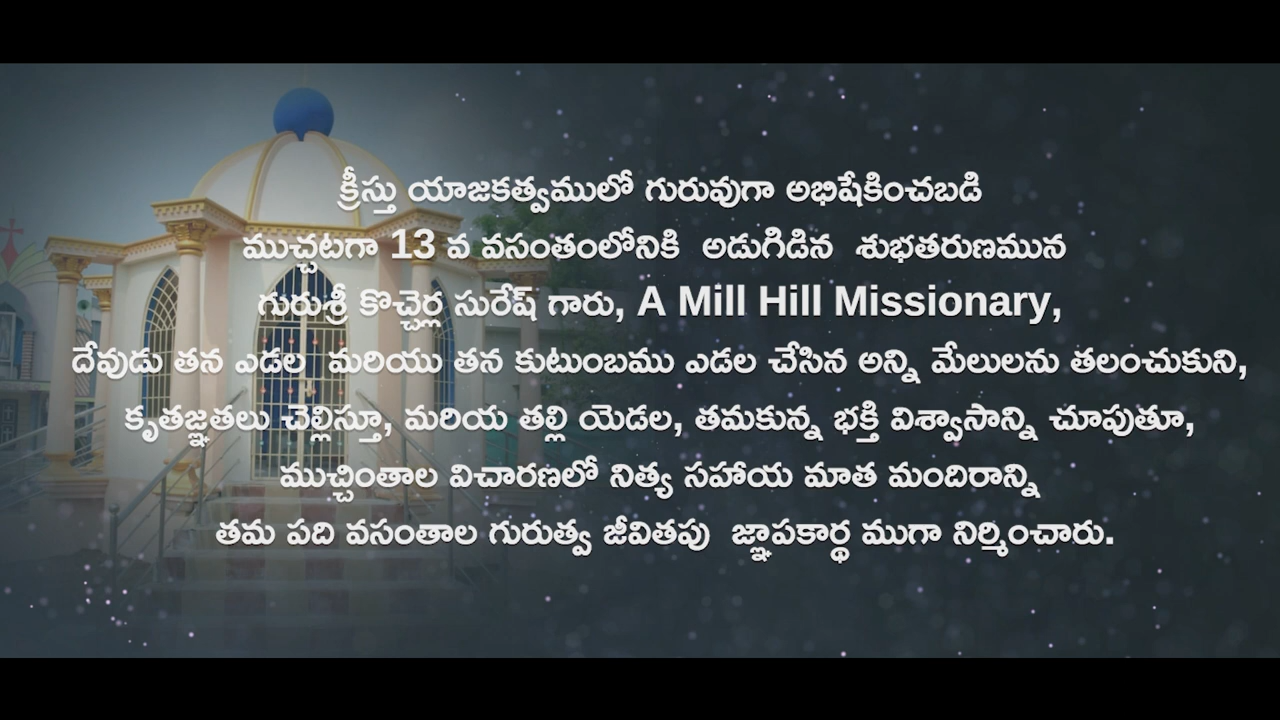 క్రీస్తు యాజకత్వములో గురువుగా అభిషేకించబడి
ముచ్చటగా 13 వ వసంతంలోనికి అడుగిడిన శుభతరుణమున
గురుశ్రీ కొచ్చెర్ల సురేష్ గారు, A Mill Hill Missionary,
దేవుడు తన ఎడల మరియు తన కుటుంబము ఎడల చేసిన అన్ని మేలులను తలంచుకుని,
కృతజ్ఞతలు చెల్లిస్తూ, మరియ తల్లి యెడల, తమకున్న భక్తి విశ్వాసాన్ని చూపుతూ,
ముచ్చింతాల విచారణలో నిత్య సహాయ మాత మందిరాన్ని
తమ పది వసంతాల గురుత్వ జీవితపు జ్ఞాపకార్థ ముగా నిర్మించారు.